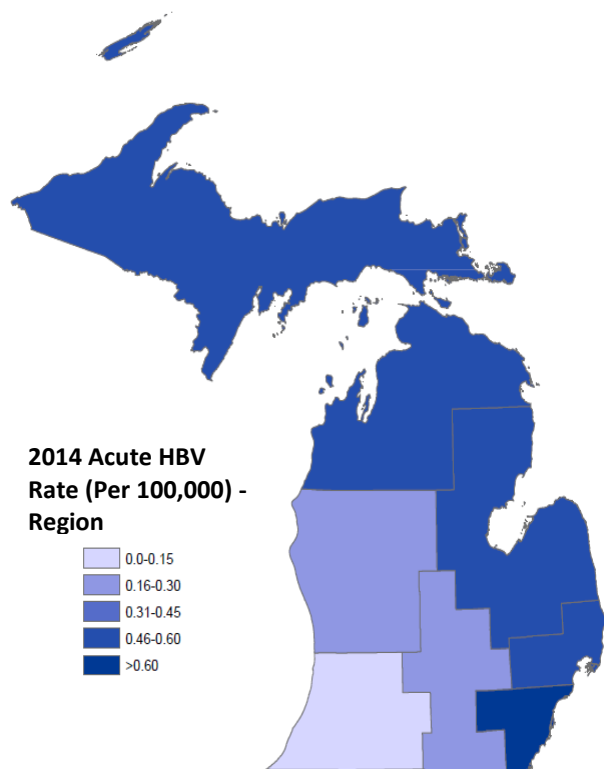 2014 Acute HBV
Rate (Per 100,000) -
Region
0.0-0.15
0.16-0.30
0.31-0.45
0.46-0.60
>0.60